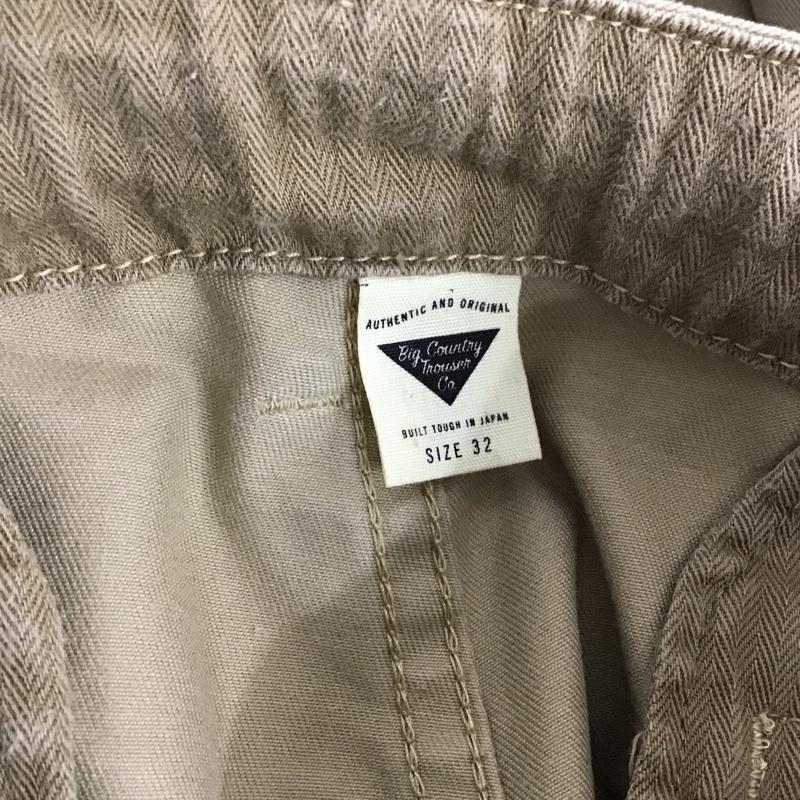 AUTHENTIC AND ORIGINAL
Big Country
Trouser
Co.
BUILT TOUGH IN JAPAN
SIZE 32